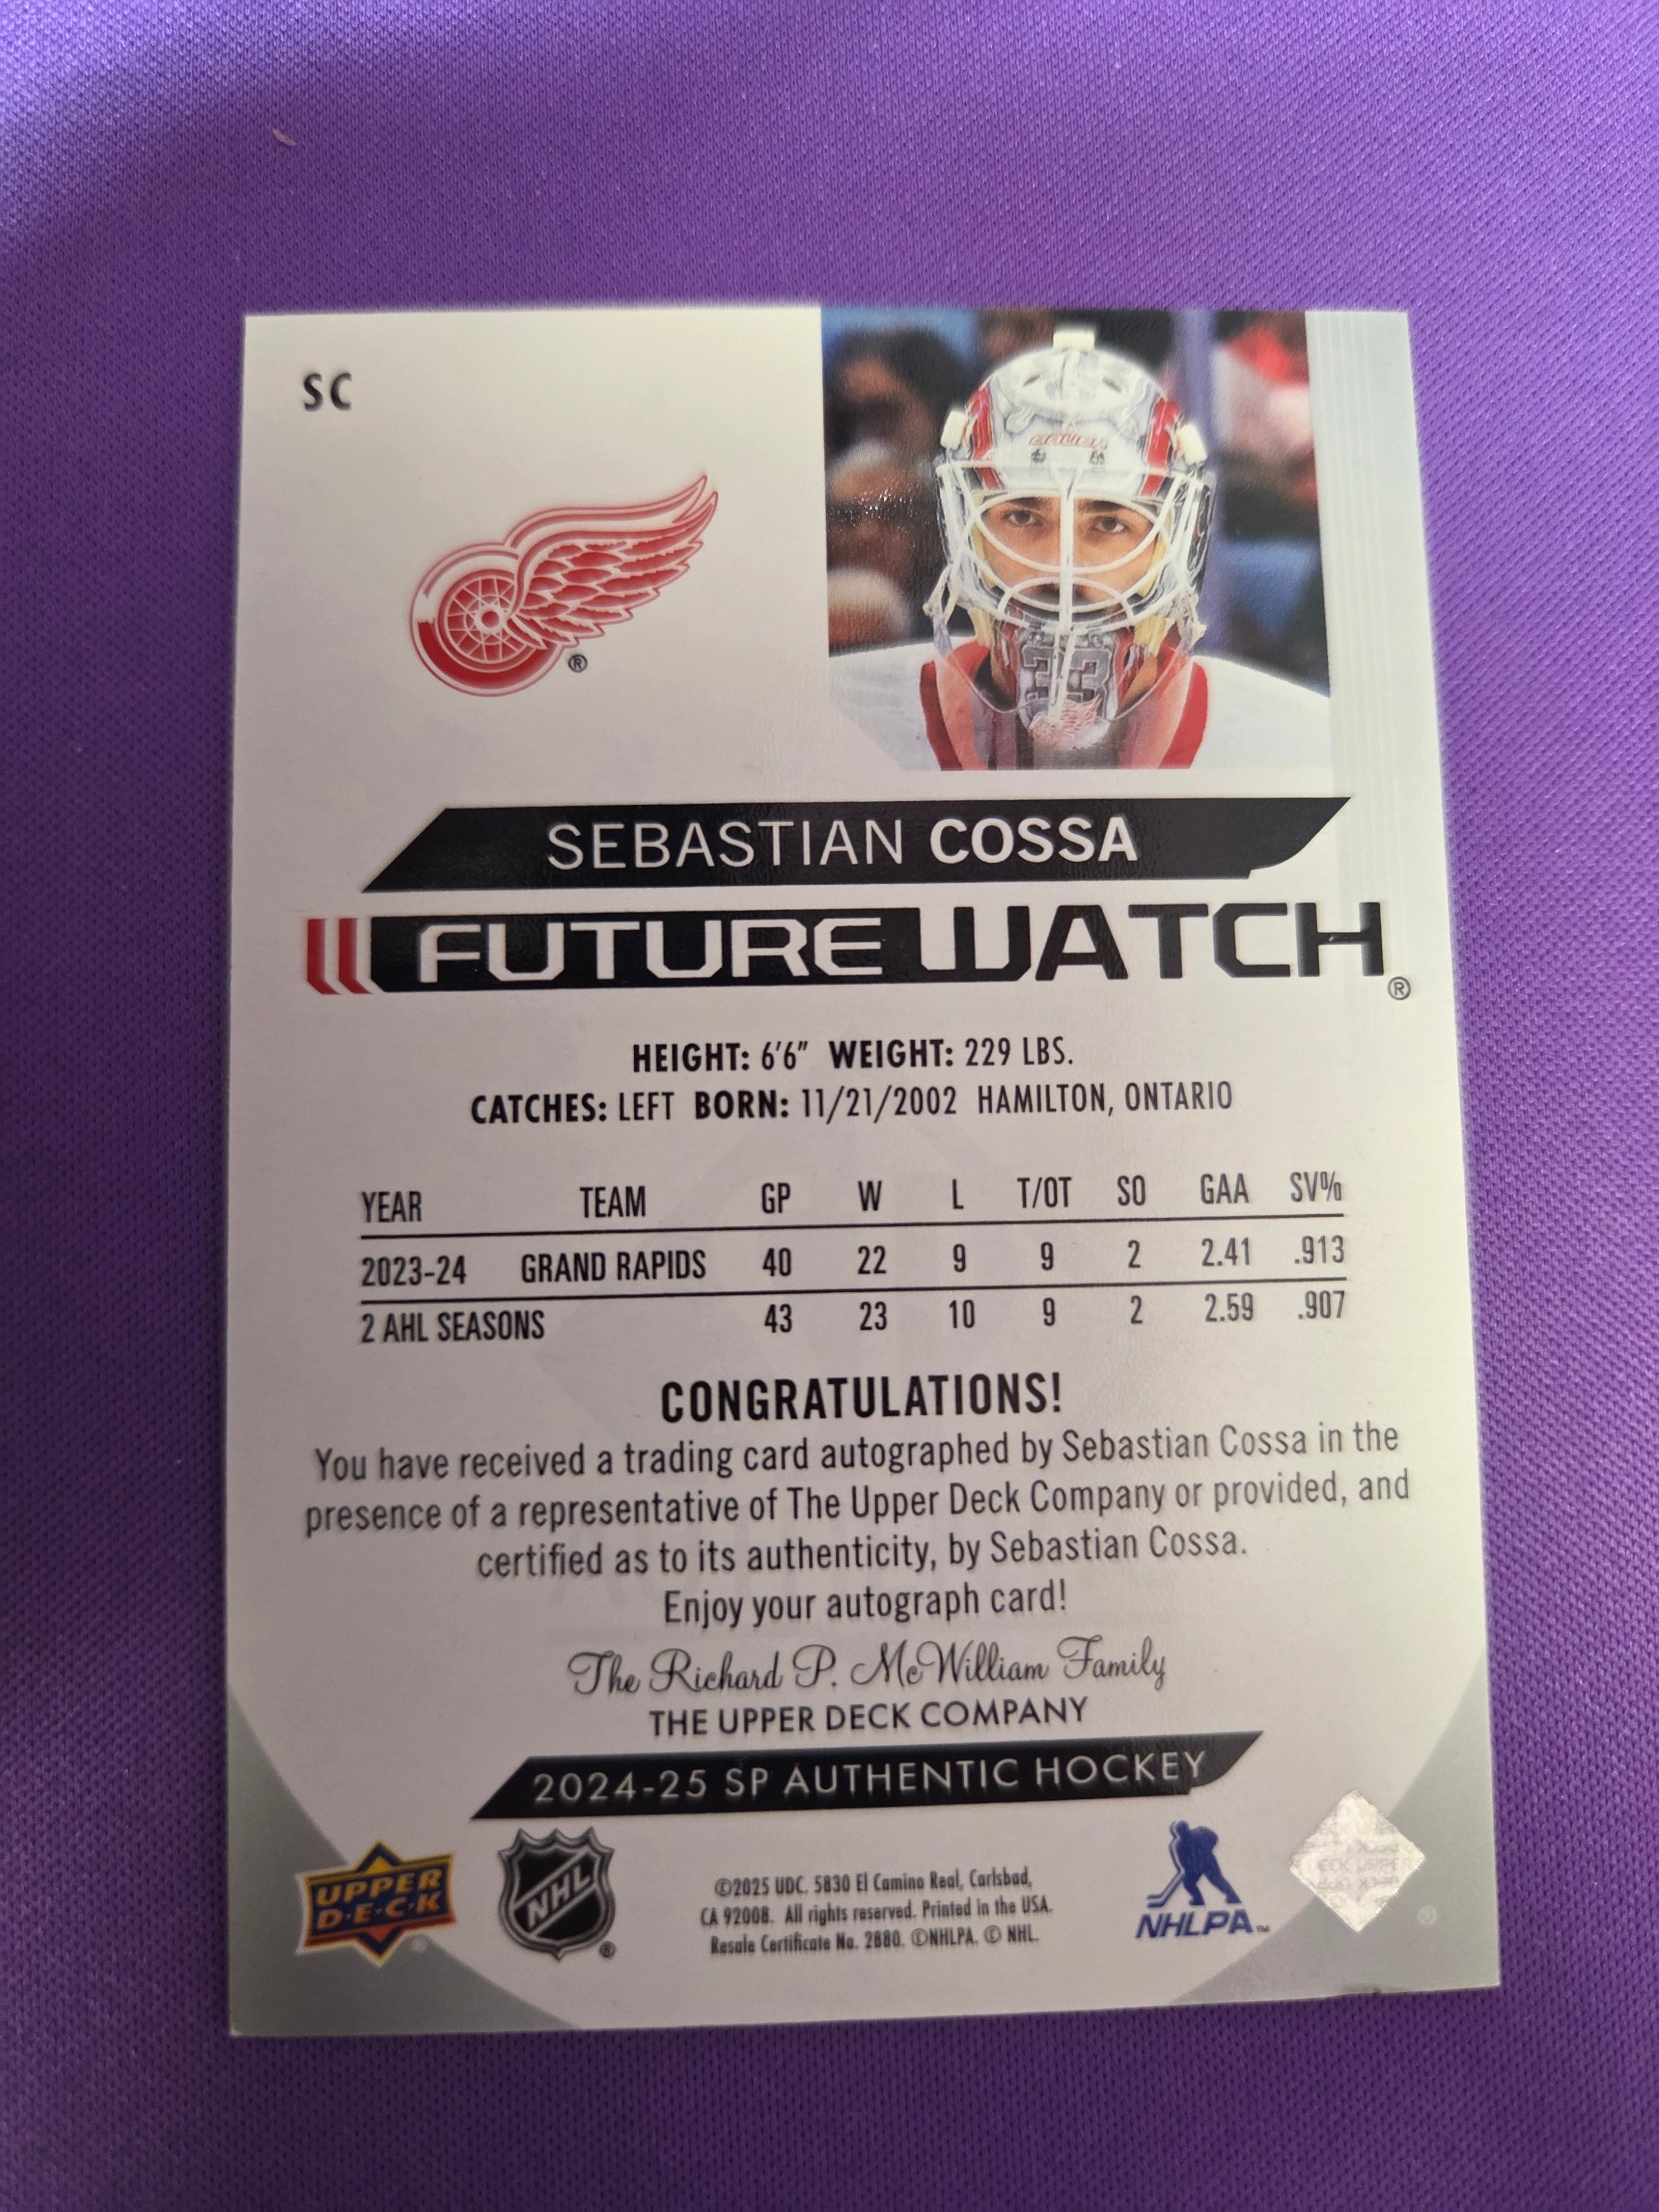 SC
BAUER
33
®
SEBASTIAN COSSA
FUTURE WATCH®
HEIGHT: 6'6" WEIGHT: 229 LBS.
CATCHES: LEFT BORN: 11/21/2002 HAMILTON, ONTARIO
YEAR TEAM GP W L T/OT SO GAA SV%
2023-24 GRAND RAPIDS 40 22 9 9 2 2.41 .913
2 AHL SEASONS 43 23 10 9 2 2.59 .907
CONGRATULATIONS!
You have received a trading card autographed by Sebastian Cossa in the
presence of a representative of The Upper Deck Company or provided, and
certified as to its authenticity, by Sebastian Cossa.
Enjoy your autograph card!
The Richard P. McWilliam Family
THE UPPER DECK COMPANY
2024-25 SP AUTHENTIC HOCKEY
UPPER
D·E·C·K
NHL ®
©2025 UDC. 5830 El Camino Real, Carlsbad,
CA 92008. All rights reserved. Printed in the USA.
Resale Certificate No. 2880. ©NHLPA. © NHL.
NHLPA™